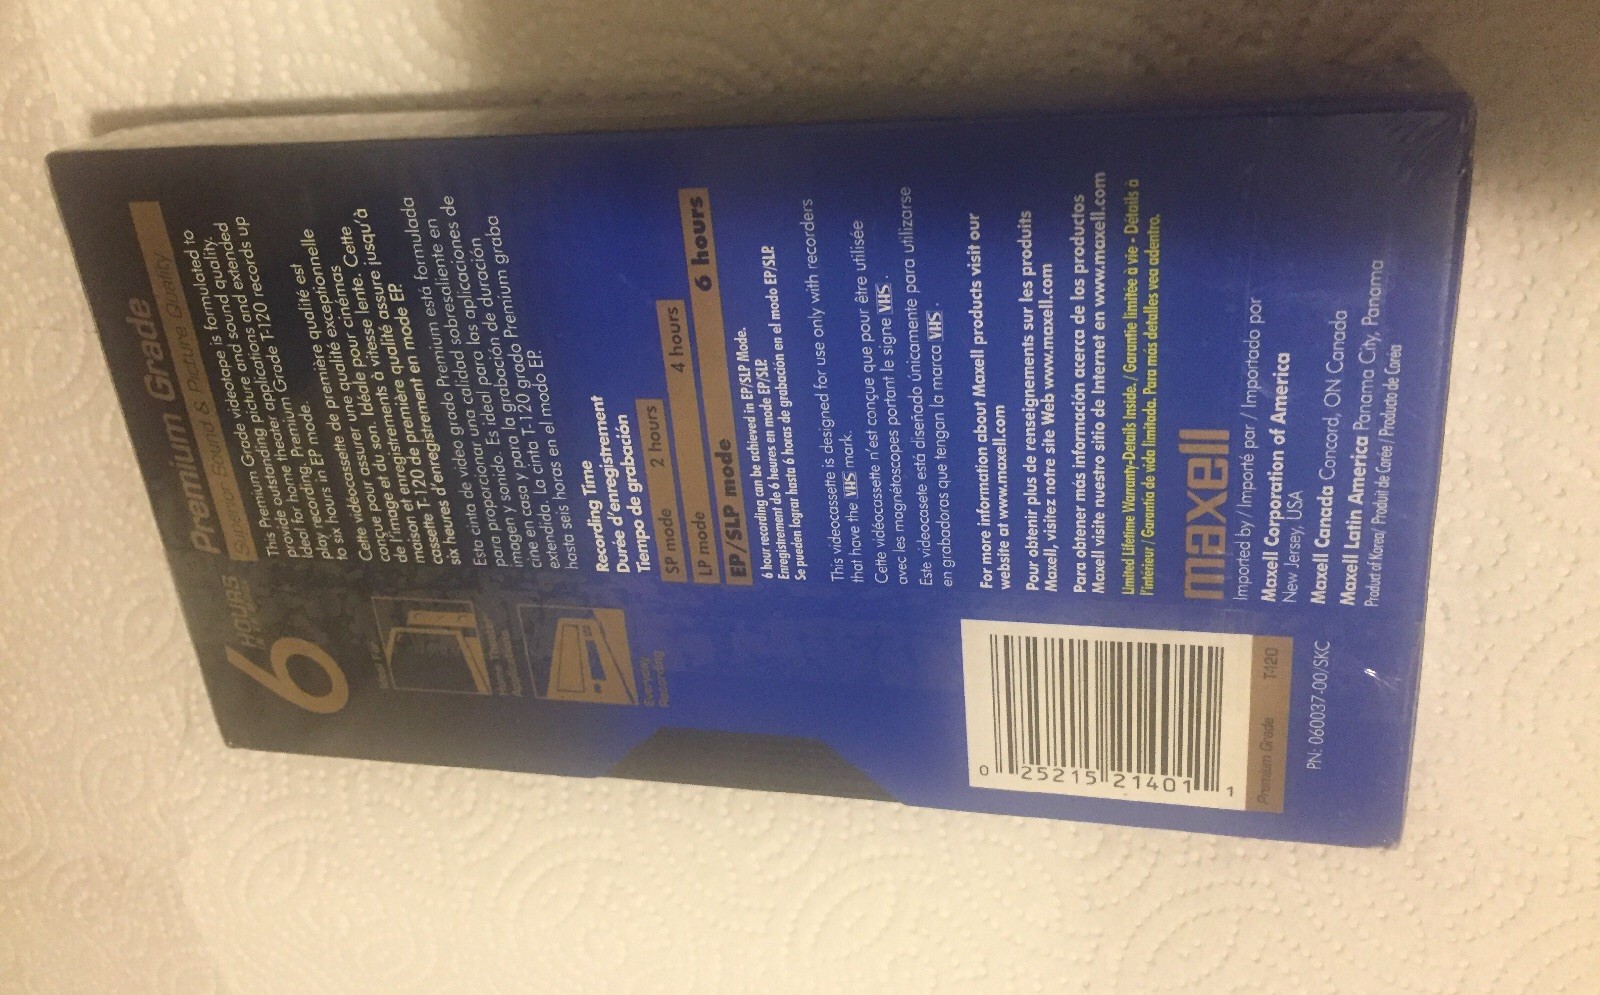 6 HOURS
Premium Grade
Superior Sound & Picture Quality
This Premium Grade videotape is formulated to
provide outstanding picture and sound quality.
Ideal for home theater applications and extended
play recording. Premium Grade T-120 records up
to six hours in EP mode.
Cette vidéocassette de première qualité est
conçue pour assurer une qualité exceptionnelle
de l'image et du son. Idéale pour cinémas
maison et enregistrements à vitesse lente. Cette
cassette T-120 de première qualité assure jusqu'à
six heures d'enregistrement en mode EP.
Esta cinta de video grado Premium está formulada
para proporcionar una calidad sobresaliente en
imagen y sonido. Es ideal para las aplicaciones de
cine en casa y para la grabación de duración
extendida. La cinta T-120 grado Premium graba
hasta seis horas en el modo EP.
Ideal For
Home Theater
Applications
Everyday
Recording
Recording Time
Durée d'enregistrement
Tiempo de grabación
SP mode 2 hours
LP mode 4 hours
EP/SLP mode 6 hours
6 hour recording can be achieved in EP/SLP Mode.
Enregistrement de 6 heures en mode EP/SLP.
Se pueden lograr hasta 6 horas de grabación en el modo EP/SLP.
This videocassette is designed for use only with recorders
that have the VHS mark.
Cette vidéocassette n'est conçue que pour être utilisée
avec les magnétoscopes portant le signe VHS.
Este videocasete está diseñado únicamente para utilizarse
en grabadoras que tengan la marca VHS.
For more information about Maxell products visit our
website at www.maxell.com
Pour obtenir plus de renseignements sur les produits
Maxell, visitez notre site Web www.maxell.com
Para obtener más información acerca de los productos
Maxell visite nuestro sitio de Internet en www.maxell.com
Limited Lifetime Warranty-Details Inside. / Garantie limitée à vie - Détails à
l'interieur / Garantía de vida limitada. Para más detalles vea adentro.
maxell
Imported by / Importé par / Importado por
Maxell Corporation of America
New Jersey, USA
Maxell Canada Concord, ON Canada
Maxell Latin America Panama City, Panama
Product of Korea/ Produit de Corée / Producto de Coréa
0 25215 21401 1
Premium Grade T-120
PN: 060037-00/SKC